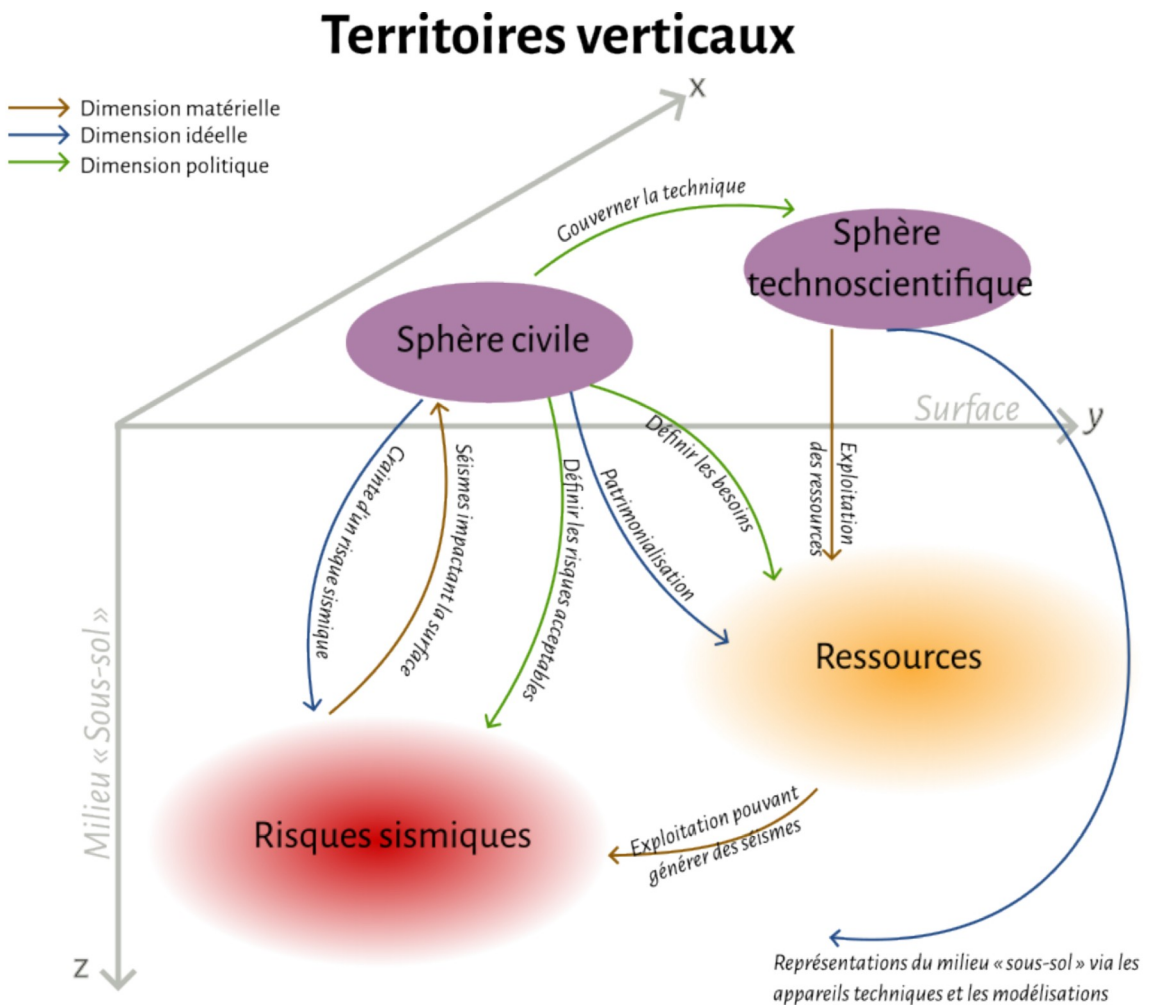 Territoires verticaux
x
Dimension matérielle
Dimension idéelle
Dimension politique
Gouverner la technique
Sphère
technoscientifique
Sphère civile
Surface
y
Crainte d'un risque sismique
Séismes impactant la surface
Définir les risques acceptables
Patrimonialisation
Définir les besoins
Exploitation
des ressources
Milieu « Sous-sol »
Ressources
Risques sismiques
Exploitation pouvant
générer des séismes
z
Représentations du milieu « sous-sol » via les
appareils techniques et les modélisations